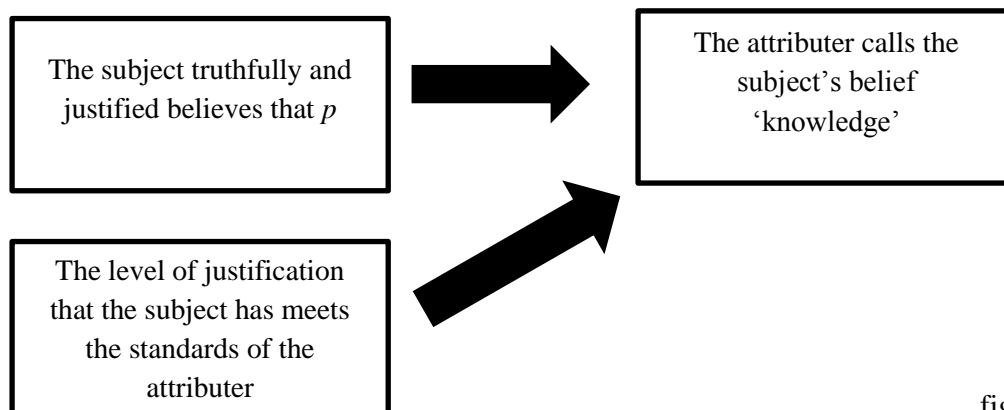 The subject truthfully and
justified believes that p
The attributer calls the
subject’s belief
‘knowledge’
The level of justification
that the subject has meets
the standards of the
attributer
fig